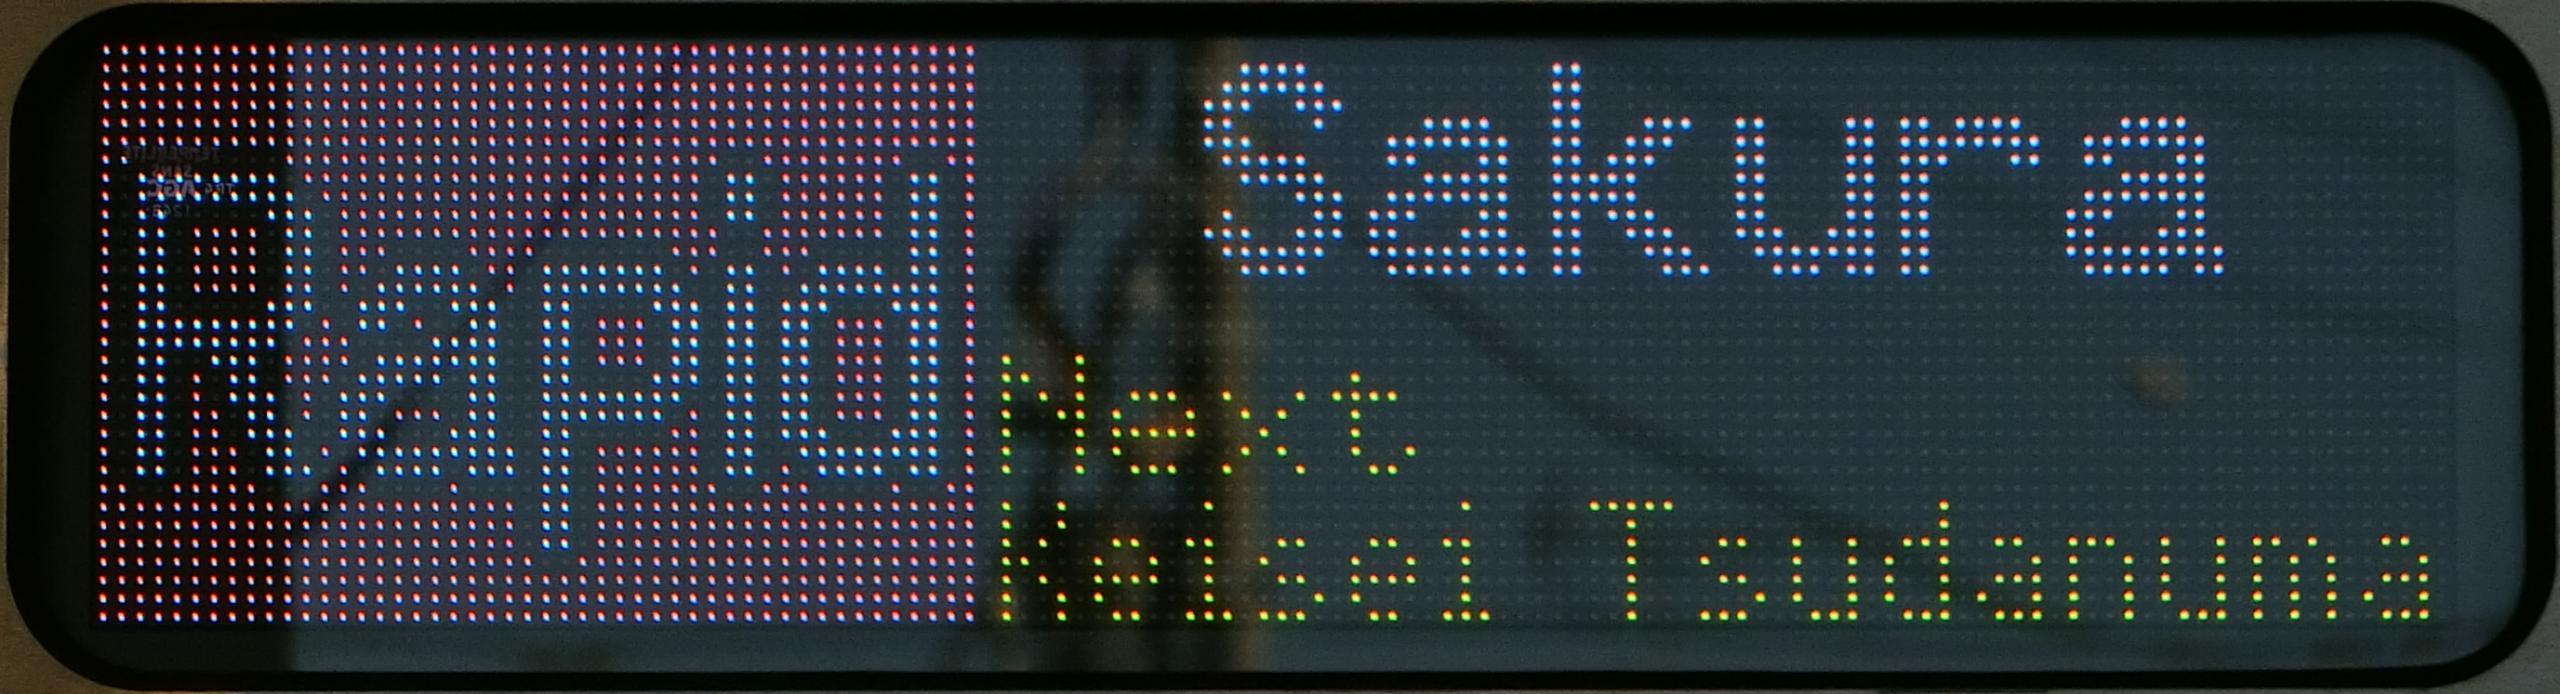 Rapid
Sakura
Next
Keisei Tsudanuma